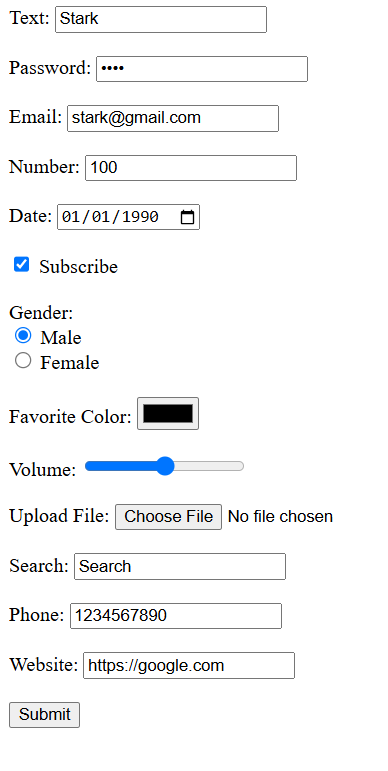 Text: Stark
Password: ••••
Email: stark@gmail.com
Number: 100
Date: 01/01/1990
Subscribe
Gender:
Male
Female
Favorite Color:
Volume:
Upload File: Choose File No file chosen
Search: Search
Phone: 1234567890
Website: https://google.com
Submit